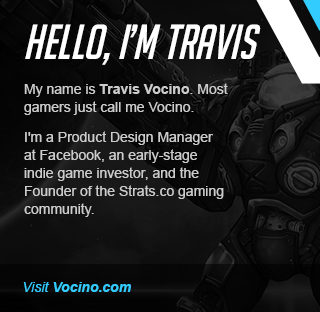 HELLO, I'M TRAVIS
My name is Travis Vocino. Most
gamers just call me Vocino.
I'm a Product Design Manager
at Facebook, an early-stage
indie game investor, and the
Founder of the Strats.co gaming
community.
Visit Vocino.com